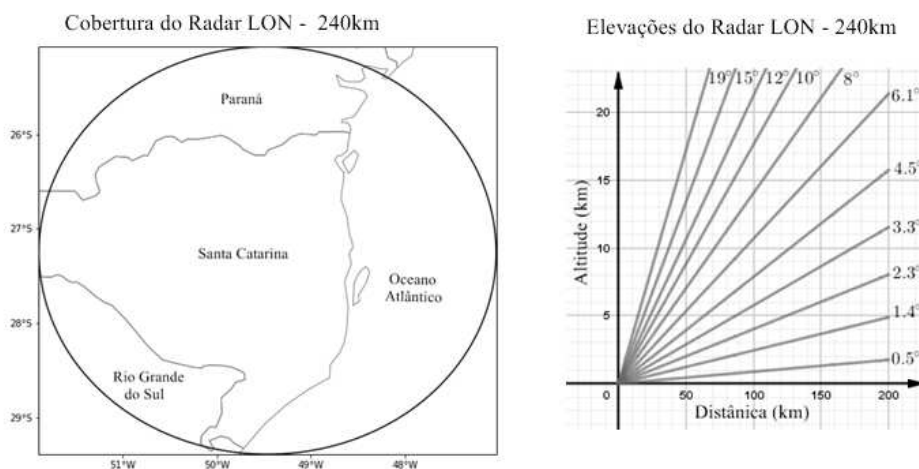 Cobertura do Radar LON - 240km
Paraná
26°S
27°S
Santa Catarina
Oceano
Atlântico
28°S
Rio Grande
do Sul
29°S
51°W
50°W
49°W
48°W
Elevações do Radar LON - 240km
19°
15°
12°
10°
8°
6.1°
4.5°
3.3°
2.3°
1.4°
0.5°
20
15
10
5
Altitude (km)
0
50
100
150
200
Distânica (km)